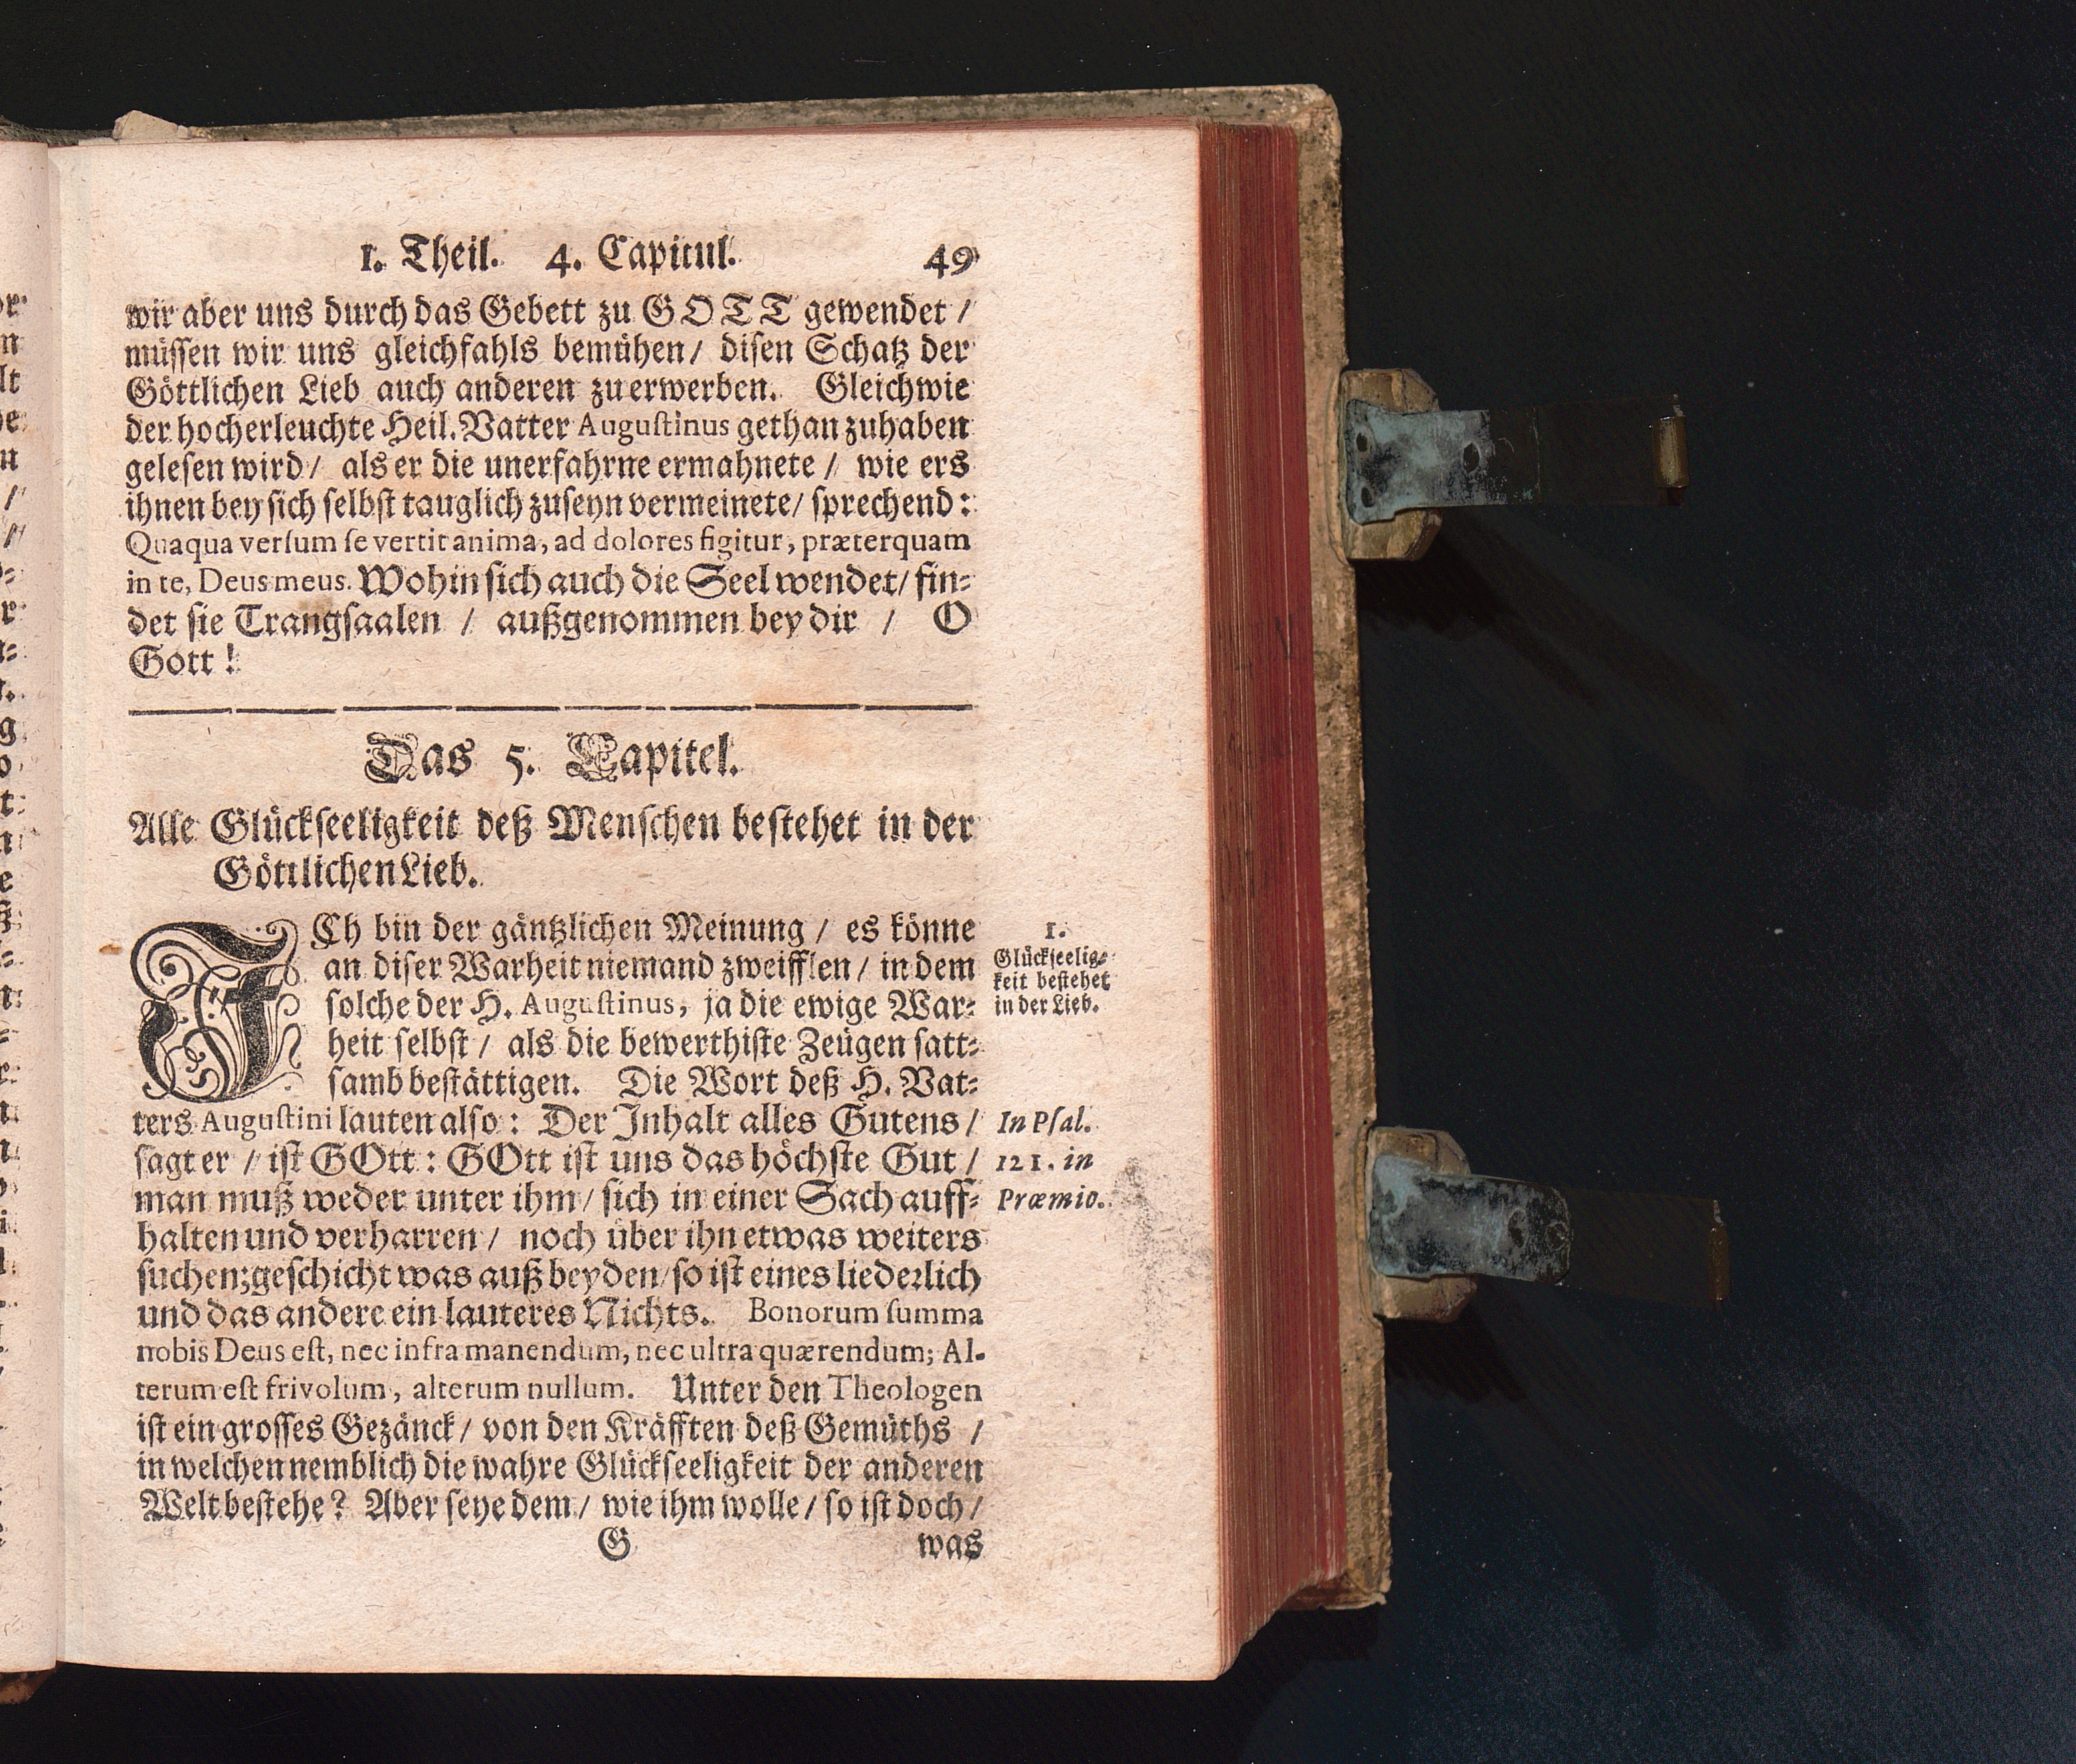 1. Theil. 4. Capitul. 49
wir aber uns durch das Gebett zu GOTT gewendet /
müssen wir uns gleichfahls bemühen / disen Schatz der
Göttlichen Lieb auch anderen zuerwerben. Gleichwie
der hocherleuchte Heil. Vatter Augustinus gethan zuhaben
gelesen wird / als er die unerfahrne ermahnete / wie ers
ihnen bey sich selbst tauglich zuseyn vermeinete / sprechend:
Quaqua versum se vertit anima, ad dolores figitur, præterquam
in te, Deus meus. Wohin sich auch die Seel wendet / fin-
det sie Trangsaalen / außgenommen bey dir / O
Gott!
Das 5. Capitel.
Alle Glückseeligkeit deß Menschen bestehet in der
Göttlichen Lieb.
ICh bin der gäntzlichen Meinung / es könne
an diser Warheit niemand zweifflen / in dem
solche der H. Augustinus, ja die ewige War-
heit selbst / als die bewerthiste Zeügen satt-
samb bestättigen. Die Wort deß H. Vat-
ters Augustini lauten also: Der Inhalt alles Gutens /
sagt er / ist GOtt: GOtt ist uns das höchste Gut /
man muß weder unter ihm / sich in einer Sach auff-
halten und verharren / noch über ihn etwas weiters
suchen; geschicht was auß beyden / so ist eines liederlich
und das andere ein lauteres Nichts. Bonorum summa
nobis Deus est, nec infra manendum, nec ultra quærendum; Al-
terum est frivolum, alterum nullum. Unter den Theologen
ist ein grosses Gezänck / von den Kräfften deß Gemüths /
in welchen nemblich die wahre Glückseeligkeit der anderen
Welt bestehe? Aber seye dem / wie ihm wolle / so ist doch /
G was
1.
Glückseelig-
keit bestehet
in der Lieb.
In Psal.
121. in
Præmio.